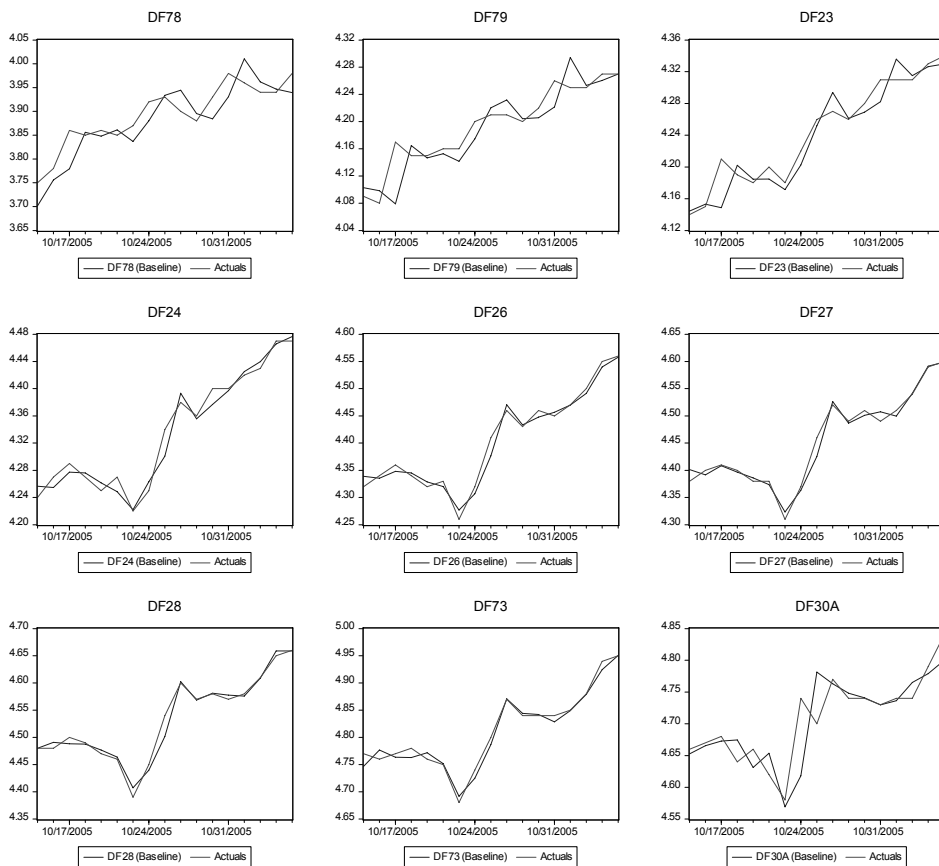 DF78
4.05
4.00
3.95
3.90
3.85
3.80
3.75
3.70
3.65
10/17/2005 10/24/2005 10/31/2005
DF78 (Baseline) Actuals
DF79
4.32
4.28
4.24
4.20
4.16
4.12
4.08
4.04
10/17/2005 10/24/2005 10/31/2005
DF79 (Baseline) Actuals
DF23
4.36
4.32
4.28
4.24
4.20
4.16
4.12
10/17/2005 10/24/2005 10/31/2005
DF23 (Baseline) Actuals
DF24
4.48
4.44
4.40
4.36
4.32
4.28
4.24
4.20
10/17/2005 10/24/2005 10/31/2005
DF24 (Baseline) Actuals
DF26
4.60
4.55
4.50
4.45
4.40
4.35
4.30
4.25
10/17/2005 10/24/2005 10/31/2005
DF26 (Baseline) Actuals
DF27
4.65
4.60
4.55
4.50
4.45
4.40
4.35
4.30
10/17/2005 10/24/2005 10/31/2005
DF27 (Baseline) Actuals
DF28
4.70
4.65
4.60
4.55
4.50
4.45
4.40
4.35
10/17/2005 10/24/2005 10/31/2005
DF28 (Baseline) Actuals
DF73
5.00
4.95
4.90
4.85
4.80
4.75
4.70
4.65
10/17/2005 10/24/2005 10/31/2005
DF73 (Baseline) Actuals
DF30A
4.85
4.80
4.75
4.70
4.65
4.60
4.55
10/17/2005 10/24/2005 10/31/2005
DF30A (Baseline) Actuals